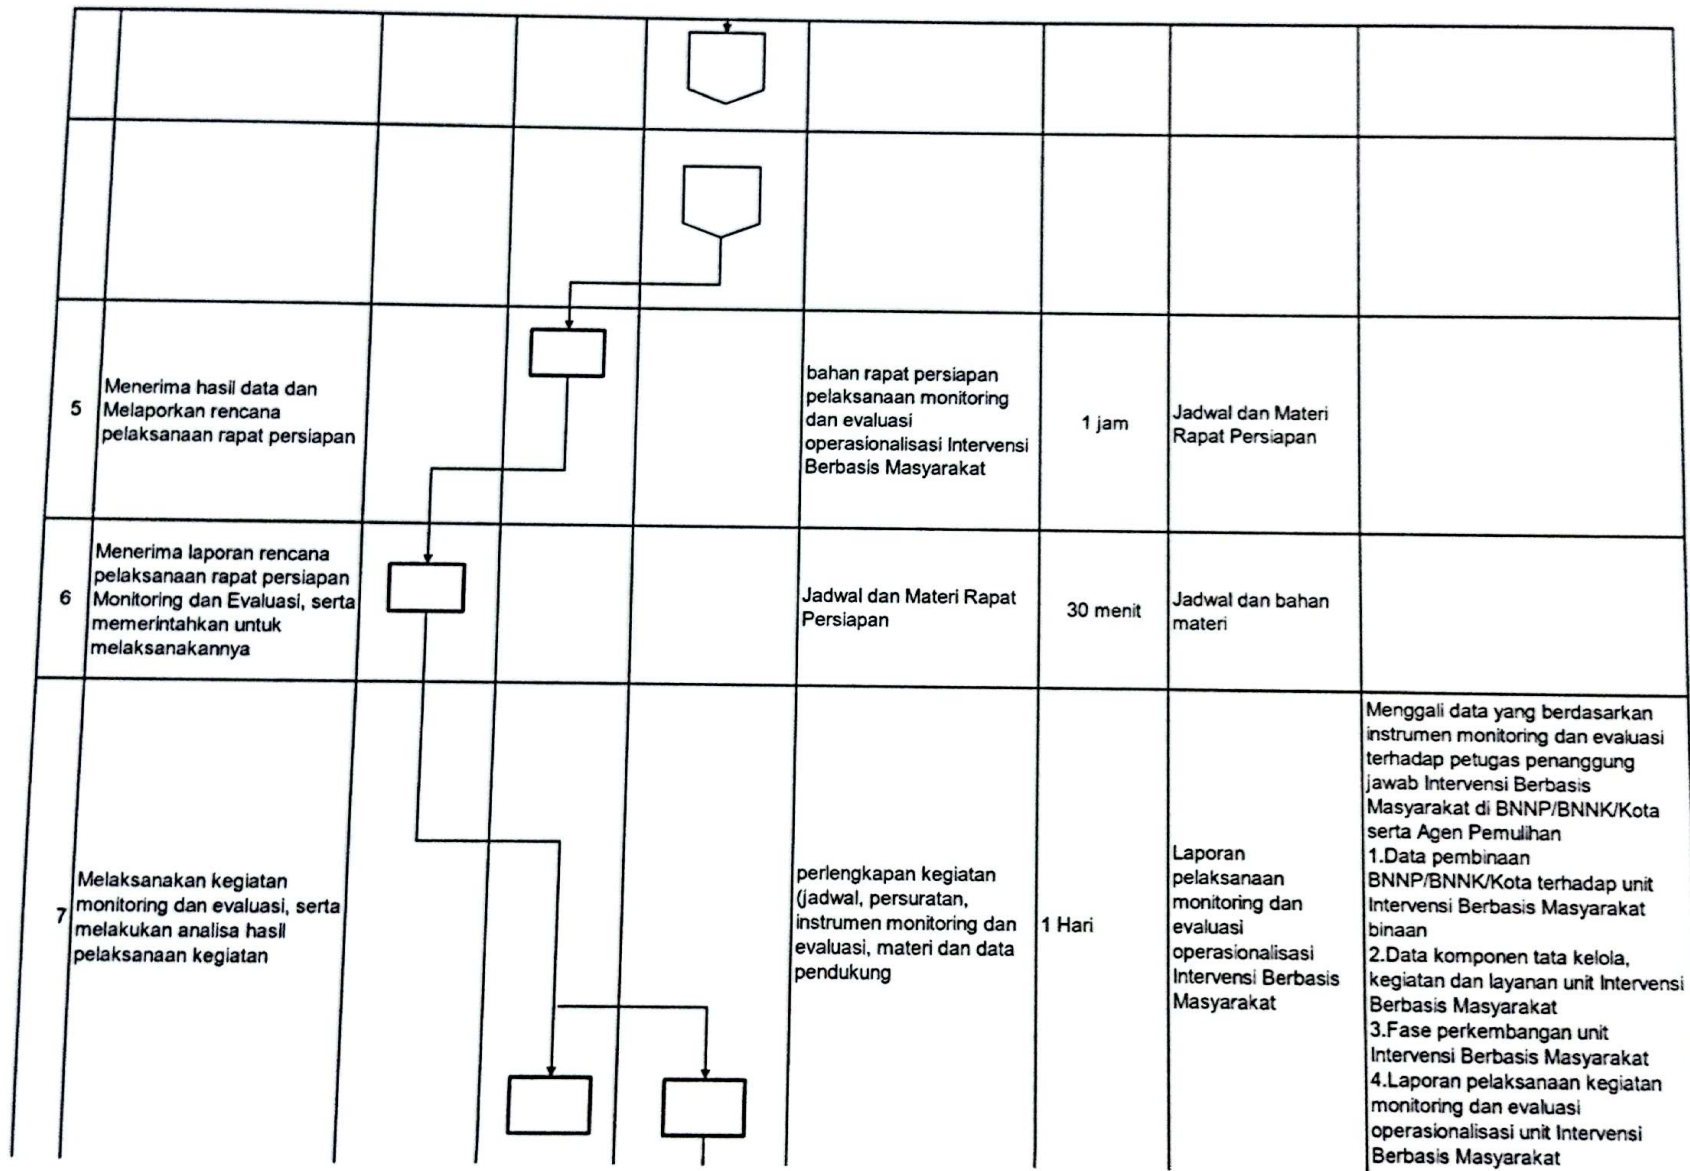 5
Menerima hasil data dan
Melaporkan rencana
pelaksanaan rapat persiapan
bahan rapat persiapan
pelaksanaan monitoring
dan evaluasi
operasionalisasi Intervensi
Berbasis Masyarakat
1 jam
Jadwal dan Materi
Rapat Persiapan
6
Menerima laporan rencana
pelaksanaan rapat persiapan
Monitoring dan Evaluasi, serta
memerintahkan untuk
melaksanakannya
Jadwal dan Materi Rapat
Persiapan
30 menit
Jadwal dan bahan
materi
7
Melaksanakan kegiatan
monitoring dan evaluasi, serta
melakukan analisa hasil
pelaksanaan kegiatan
perlengkapan kegiatan
(jadwal, persuratan,
instrumen monitoring dan
evaluasi, materi dan data
pendukung
1 Hari
Laporan
pelaksanaan
monitoring dan
evaluasi
operasionalisasi
Intervensi Berbasis
Masyarakat
Menggali data yang berdasarkan
instrumen monitoring dan evaluasi
terhadap petugas penanggung
jawab Intervensi Berbasis
Masyarakat di BNNP/BNNK/Kota
serta Agen Pemulihan
1.Data pembinaan
BNNP/BNNK/Kota terhadap unit
Intervensi Berbasis Masyarakat
binaan
2.Data komponen tata kelola,
kegiatan dan layanan unit Intervensi
Berbasis Masyarakat
3.Fase perkembangan unit
Intervensi Berbasis Masyarakat
4.Laporan pelaksanaan kegiatan
monitoring dan evaluasi
operasionalisasi unit Intervensi
Berbasis Masyarakat